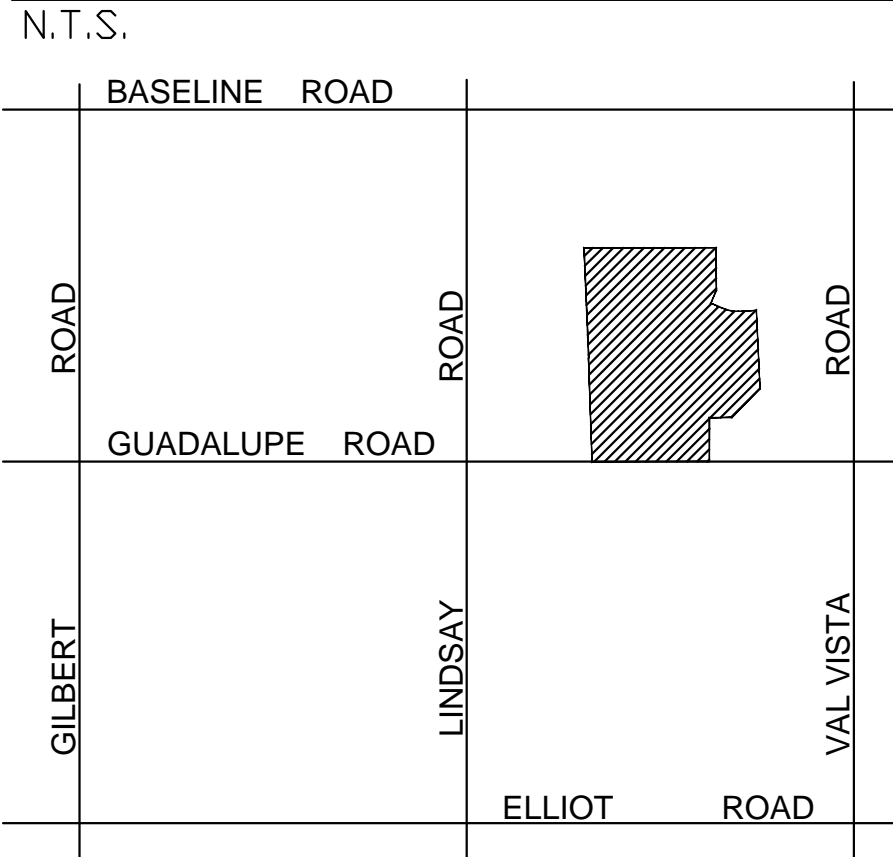 N.T.S.
BASELINE ROAD
ROAD
ROAD
ROAD
GUADALUPE ROAD
GILBERT
LINDSAY
VAL VISTA
ELLIOT ROAD